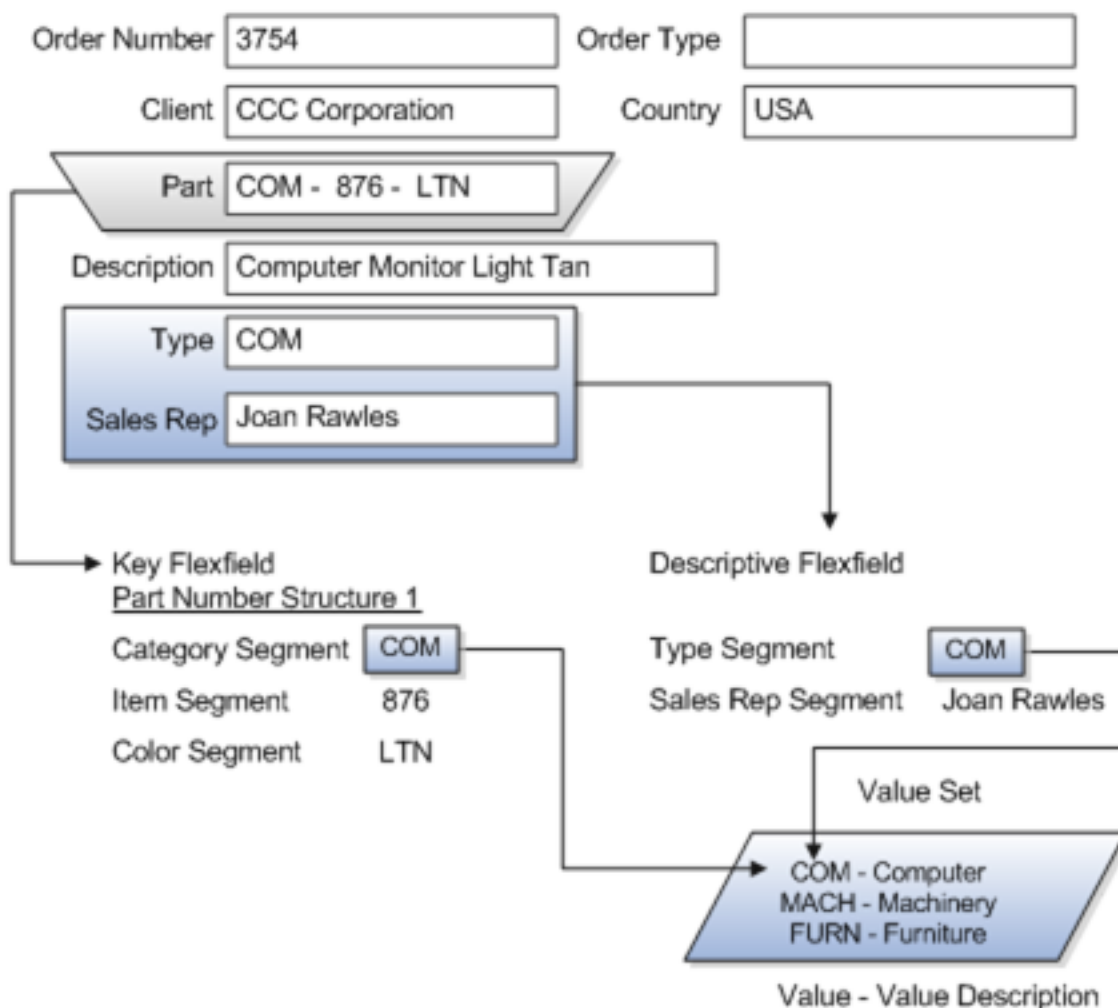 Order Number 3754 Order Type
Client CCC Corporation Country USA
Part COM - 876 - LTN
Description Computer Monitor Light Tan
Type COM
Sales Rep Joan Rawles
Key Flexfield Descriptive Flexfield
Part Number Structure 1
Category Segment COM Type Segment COM
Item Segment 876 Sales Rep Segment Joan Rawles
Color Segment LTN
Value Set
COM - Computer
MACH - Machinery
FURN - Furniture
Value - Value Description